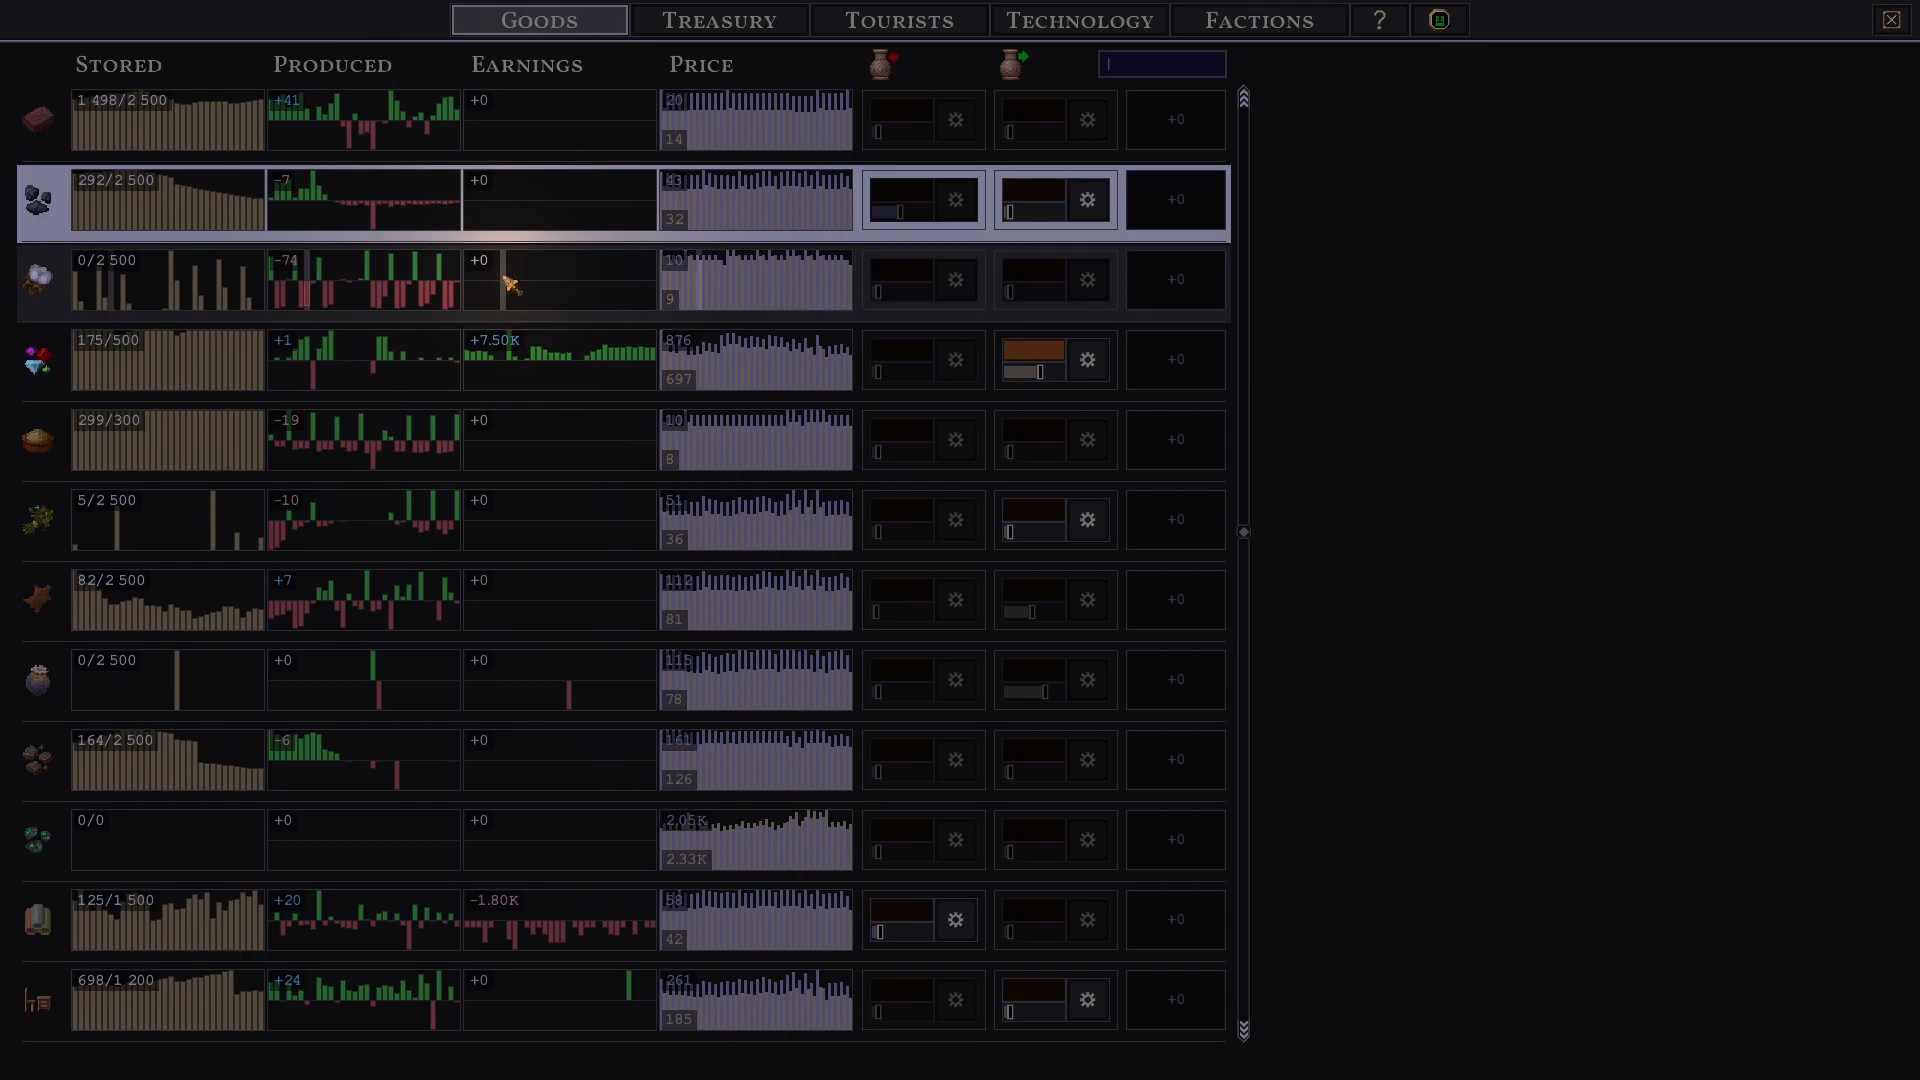 GOODS TREASURY TOURISTS TECHNOLOGY FACTIONS ?
STORED PRODUCED EARNINGS PRICE
1 498/2 500 +41 +0 20 +0
14
292/2 500 -7 +0 43 +0
32
0/2 500 -74 +0 10 +0
9
175/500 +1 +7.50K 876 +0
697
299/300 -19 +0 10 +0
8
5/2 500 -10 +0 51 +0
36
82/2 500 +7 +0 112 +0
81
0/2 500 +0 +0 115 +0
78
164/2 500 -6 +0 161 +0
126
0/0 +0 +0 2.05K +0
2.33K
125/1 500 +20 -1.80K 58 +0
42
698/1 200 +24 +0 261 +0
185